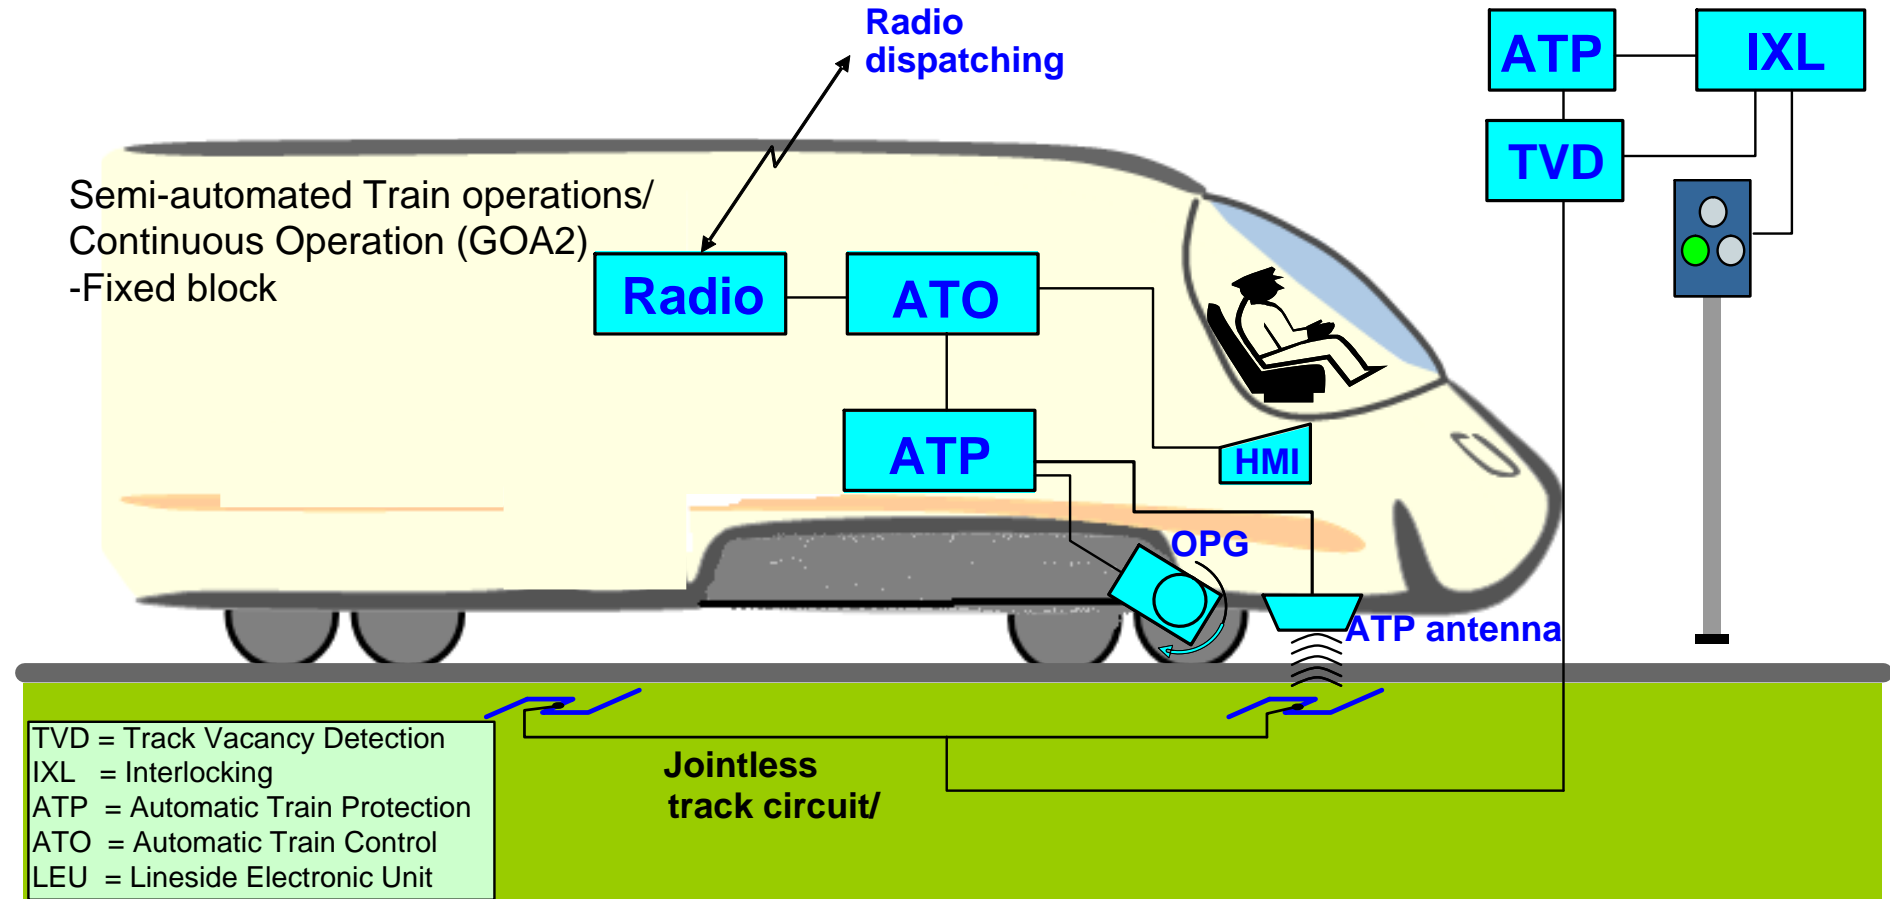 Radio
dispatching
ATP
IXL
TVD
Semi-automated Train operations/
Continuous Operation (GOA2)
-Fixed block
Radio
ATO
ATP
HMI
OPG
ATP antenna
Jointless
track circuit/
TVD = Track Vacancy Detection
IXL = Interlocking
ATP = Automatic Train Protection
ATO = Automatic Train Control
LEU = Lineside Electronic Unit